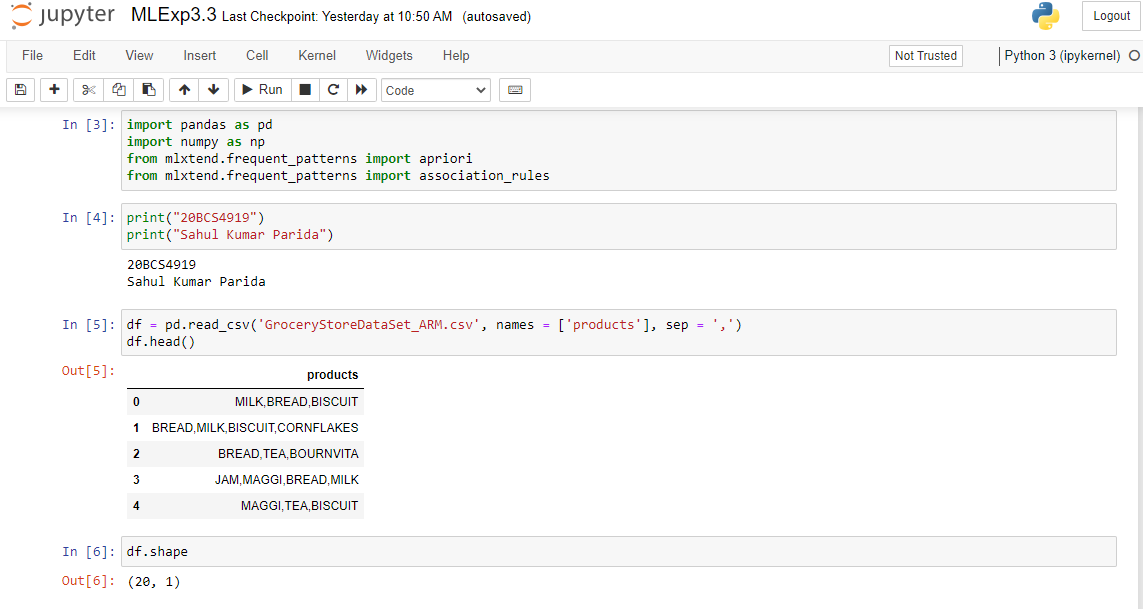 jupyter MLExp3.3 Last Checkpoint: Yesterday at 10:50 AM (autosaved)
Logout
File Edit View Insert Cell Kernel Widgets Help
Not Trusted
Python 3 (ipykernel)
Run
Code
In [3]: import pandas as pd
import numpy as np
from mlxtend.frequent_patterns import apriori
from mlxtend.frequent_patterns import association_rules
In [4]: print("20BCS4919")
print("Sahul Kumar Parida")
20BCS4919
Sahul Kumar Parida
In [5]: df = pd.read_csv('GroceryStoreDataSet_ARM.csv', names = ['products'], sep = ',')
df.head()
Out[5]:
products
0 MILK,BREAD,BISCUIT
1 BREAD,MILK,BISCUIT,CORNFLAKES
2 BREAD,TEA,BOURNVITA
3 JAM,MAGGI,BREAD,MILK
4 MAGGI,TEA,BISCUIT
In [6]: df.shape
Out[6]: (20, 1)